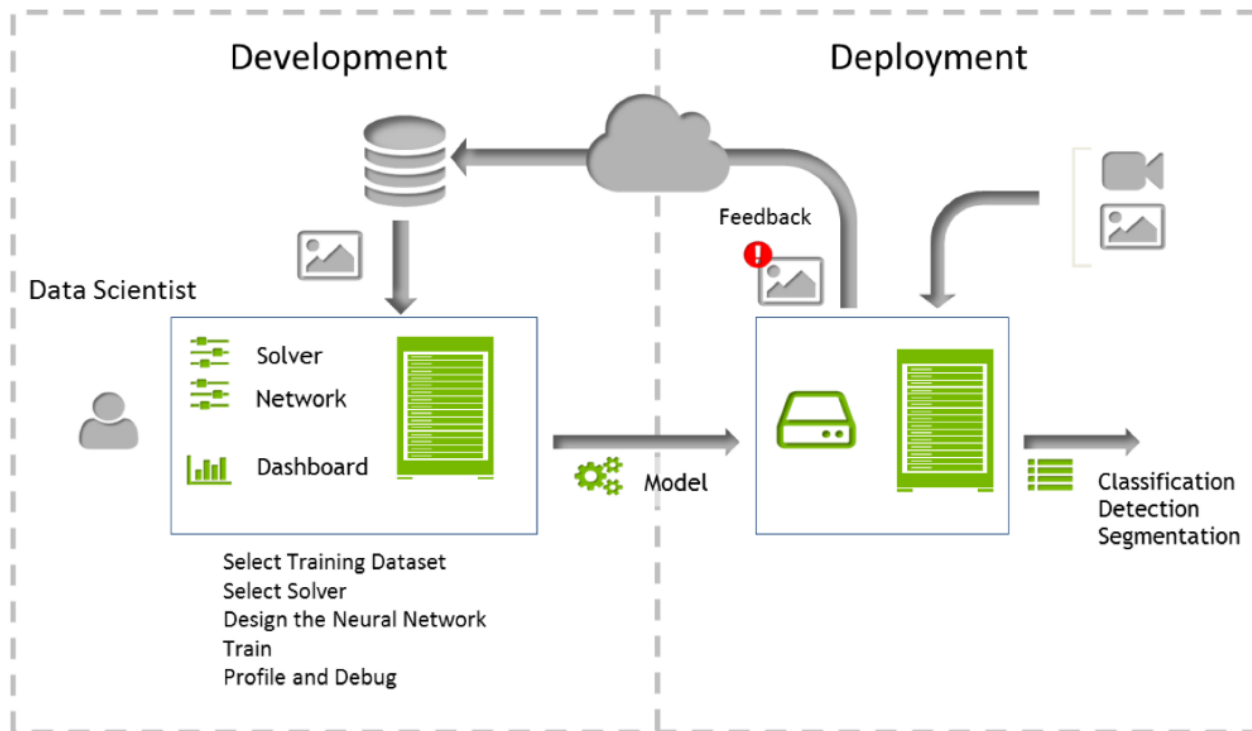 Development
Deployment
Feedback
Data Scientist
Solver
Network
Dashboard
Model
Classification
Detection
Segmentation
Select Training Dataset
Select Solver
Design the Neural Network
Train
Profile and Debug